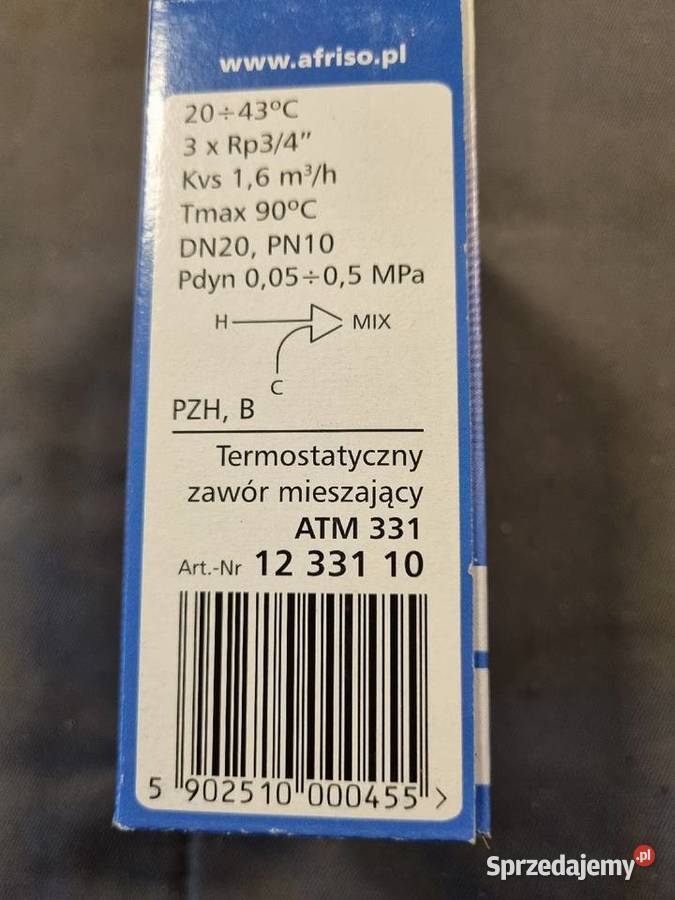 www.afriso.pl
20÷43°C
3 x Rp3/4"
Kvs 1,6 m³/h
Tmax 90°C
DN20, PN10
Pdyn 0,05÷0,5 MPa
H MIX
C
PZH, B
Termostatyczny
zawór mieszający
ATM 331
Art.-Nr 12 331 10
5 902510 000455 >
Sprzedajemy.pl